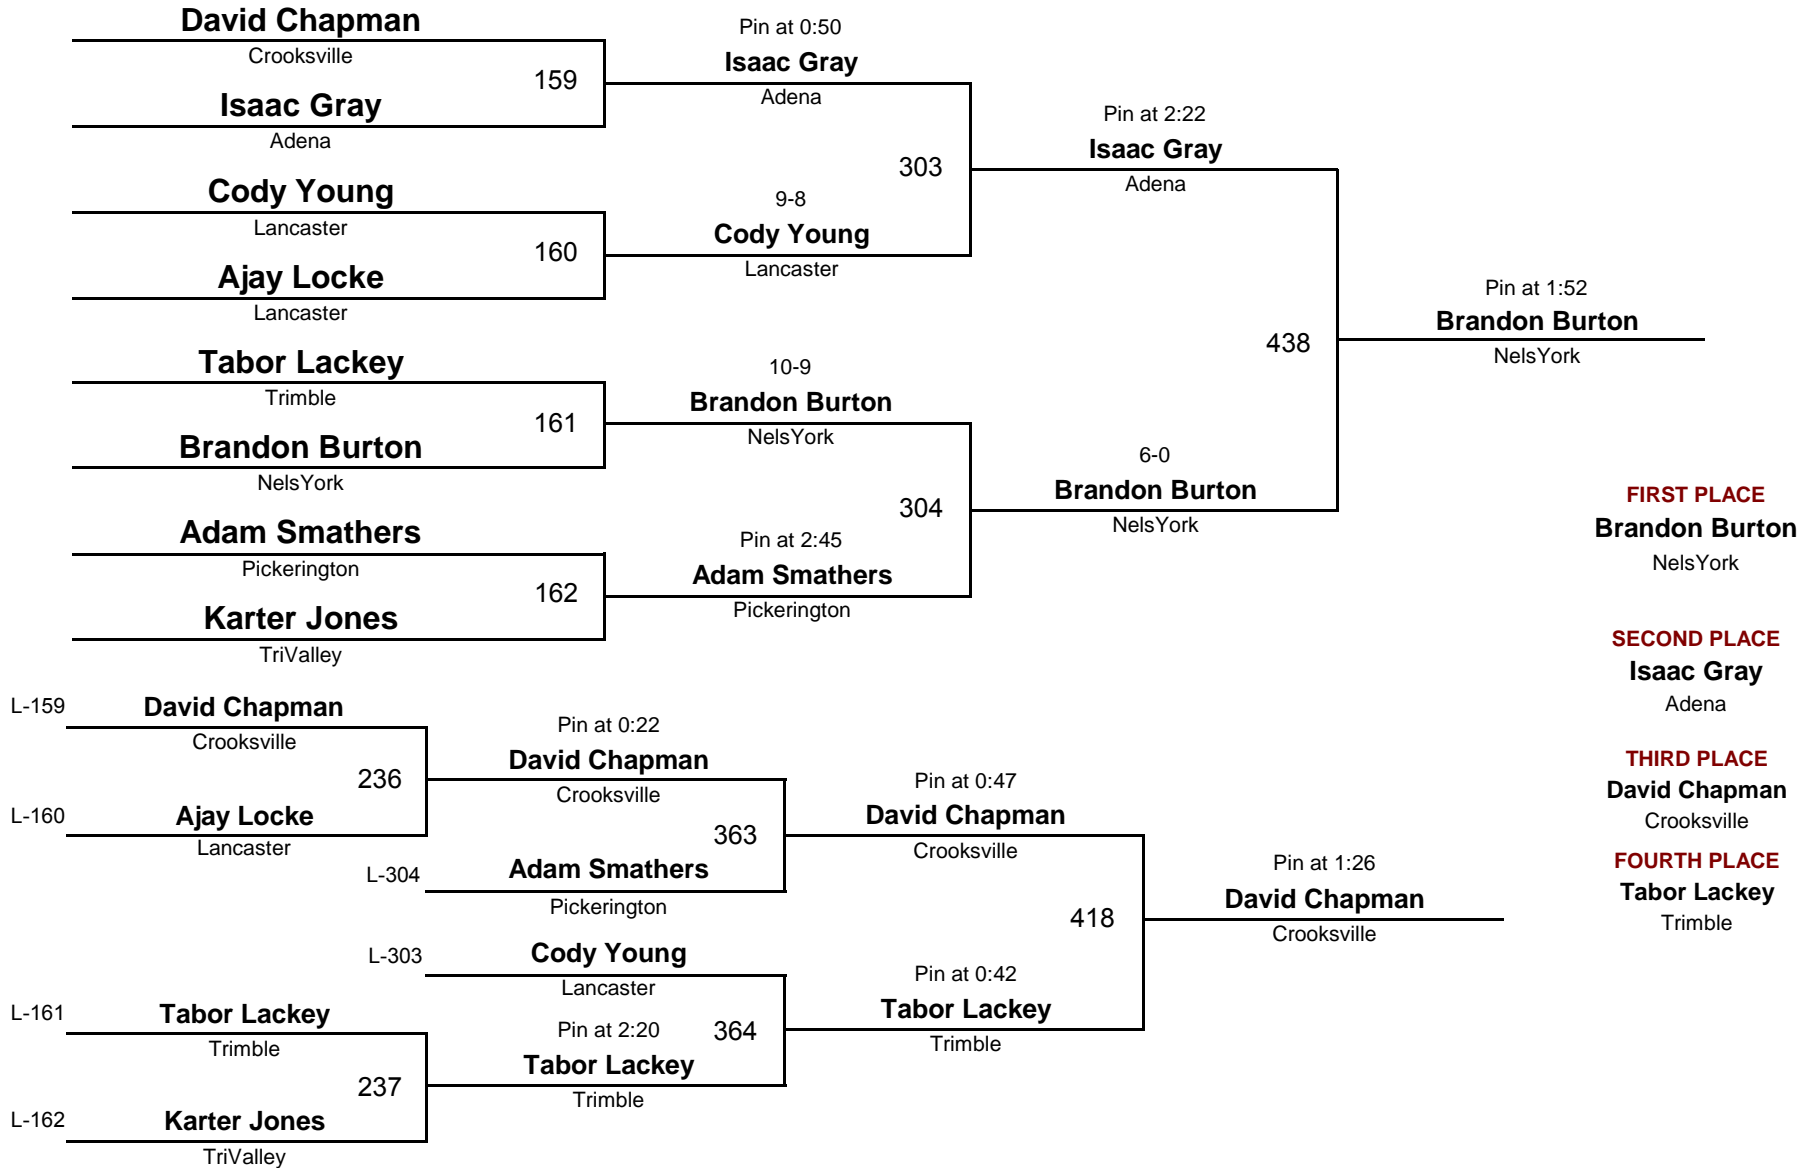 David Chapman
Crooksville
159
Isaac Gray
Adena
Cody Young
Lancaster
160
Ajay Locke
Lancaster
Tabor Lackey
Trimble
161
Brandon Burton
NelsYork
Adam Smathers
Pickerington
162
Karter Jones
TriValley
Pin at 0:50
Isaac Gray
Adena
303
9-8
Cody Young
Lancaster
10-9
Brandon Burton
NelsYork
304
Pin at 2:45
Adam Smathers
Pickerington
Pin at 2:22
Isaac Gray
Adena
438
6-0
Brandon Burton
NelsYork
Pin at 1:52
Brandon Burton
NelsYork
FIRST PLACE
Brandon Burton
NelsYork
SECOND PLACE
Isaac Gray
Adena
THIRD PLACE
David Chapman
Crooksville
FOURTH PLACE
Tabor Lackey
Trimble
L-159
David Chapman
Crooksville
236
L-160
Ajay Locke
Lancaster
L-161
Tabor Lackey
Trimble
237
L-162
Karter Jones
TriValley
Pin at 0:22
David Chapman
Crooksville
363
L-304
Adam Smathers
Pickerington
L-303
Cody Young
Lancaster
364
Pin at 2:20
Tabor Lackey
Trimble
Pin at 0:47
David Chapman
Crooksville
418
Pin at 0:42
Tabor Lackey
Trimble
Pin at 1:26
David Chapman
Crooksville